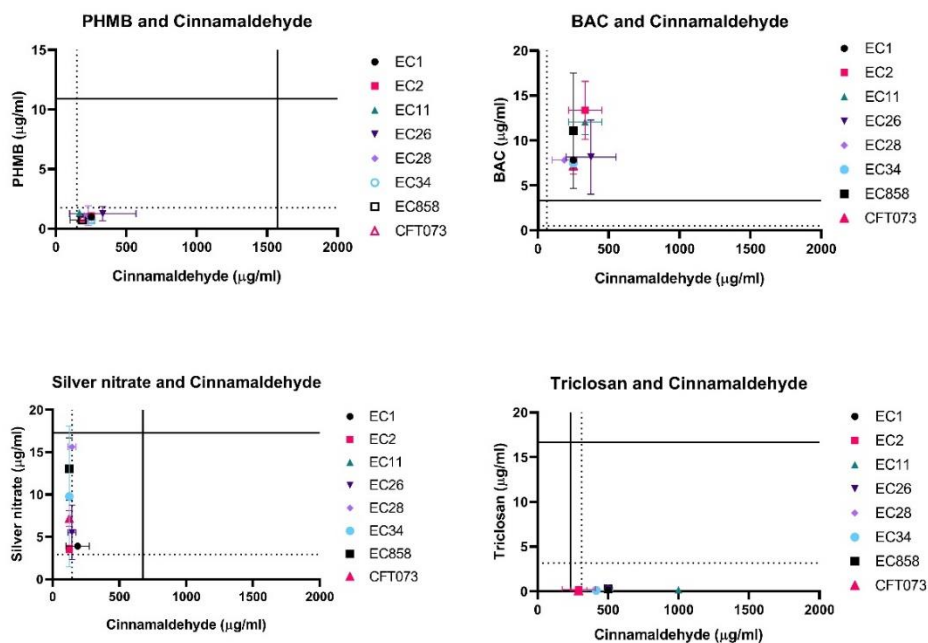 PHMB and Cinnamaldehyde
15
10
5
0
PHMB (µg/ml)
0 500 1000 1500 2000
Cinnamaldehyde (µg/ml)
EC1
EC2
EC11
EC26
EC28
EC34
EC858
CFT073
BAC and Cinnamaldehyde
20
15
10
5
0
BAC (µg/ml)
0 500 1000 1500 2000
Cinnamaldehyde (µg/ml)
EC1
EC2
EC11
EC26
EC28
EC34
EC858
CFT073
Silver nitrate and Cinnamaldehyde
20
15
10
5
0
Silver nitrate (µg/ml)
0 500 1000 1500 2000
Cinnamaldehyde (µg/ml)
EC1
EC2
EC11
EC26
EC28
EC34
EC858
CFT073
Triclosan and Cinnamaldehyde
20
15
10
5
0
Triclosan (µg/ml)
0 500 1000 1500 2000
Cinnamaldehyde (µg/ml)
EC1
EC2
EC11
EC26
EC28
EC34
EC858
CFT073